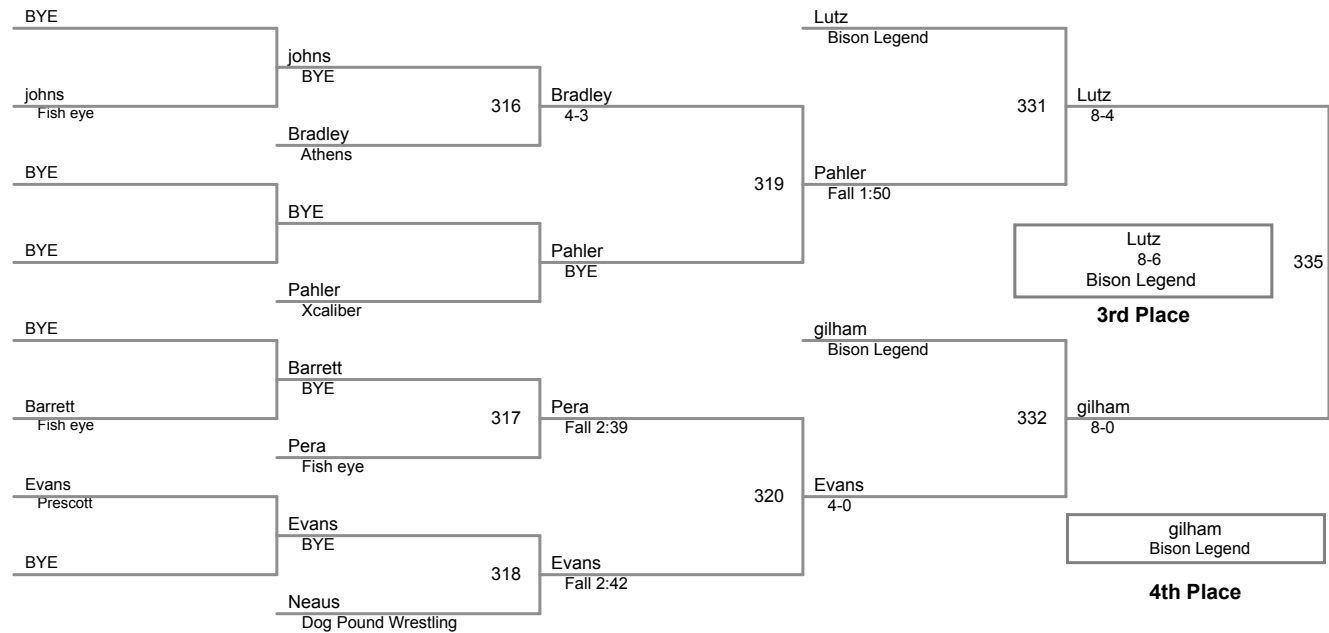 BYE
johns
Fish eye
BYE
BYE
BYE
Barrett
Fish eye
Evans
Prescott
BYE
johns
BYE
316
Bradley
Athens
BYE
Pahler
Xcaliber
Barrett
BYE
317
Pera
Fish eye
Evans
BYE
318
Neaus
Dog Pound Wrestling
Bradley
4-3
319
Pahler
BYE
Pera
Fall 2:39
320
Evans
Fall 2:42
Lutz
Bison Legend
331
Pahler
Fall 1:50
gilham
Bison Legend
332
Evans
4-0
Lutz
8-4
335
gilham
8-0
Lutz
8-6
Bison Legend
3rd Place
gilham
Bison Legend
4th Place